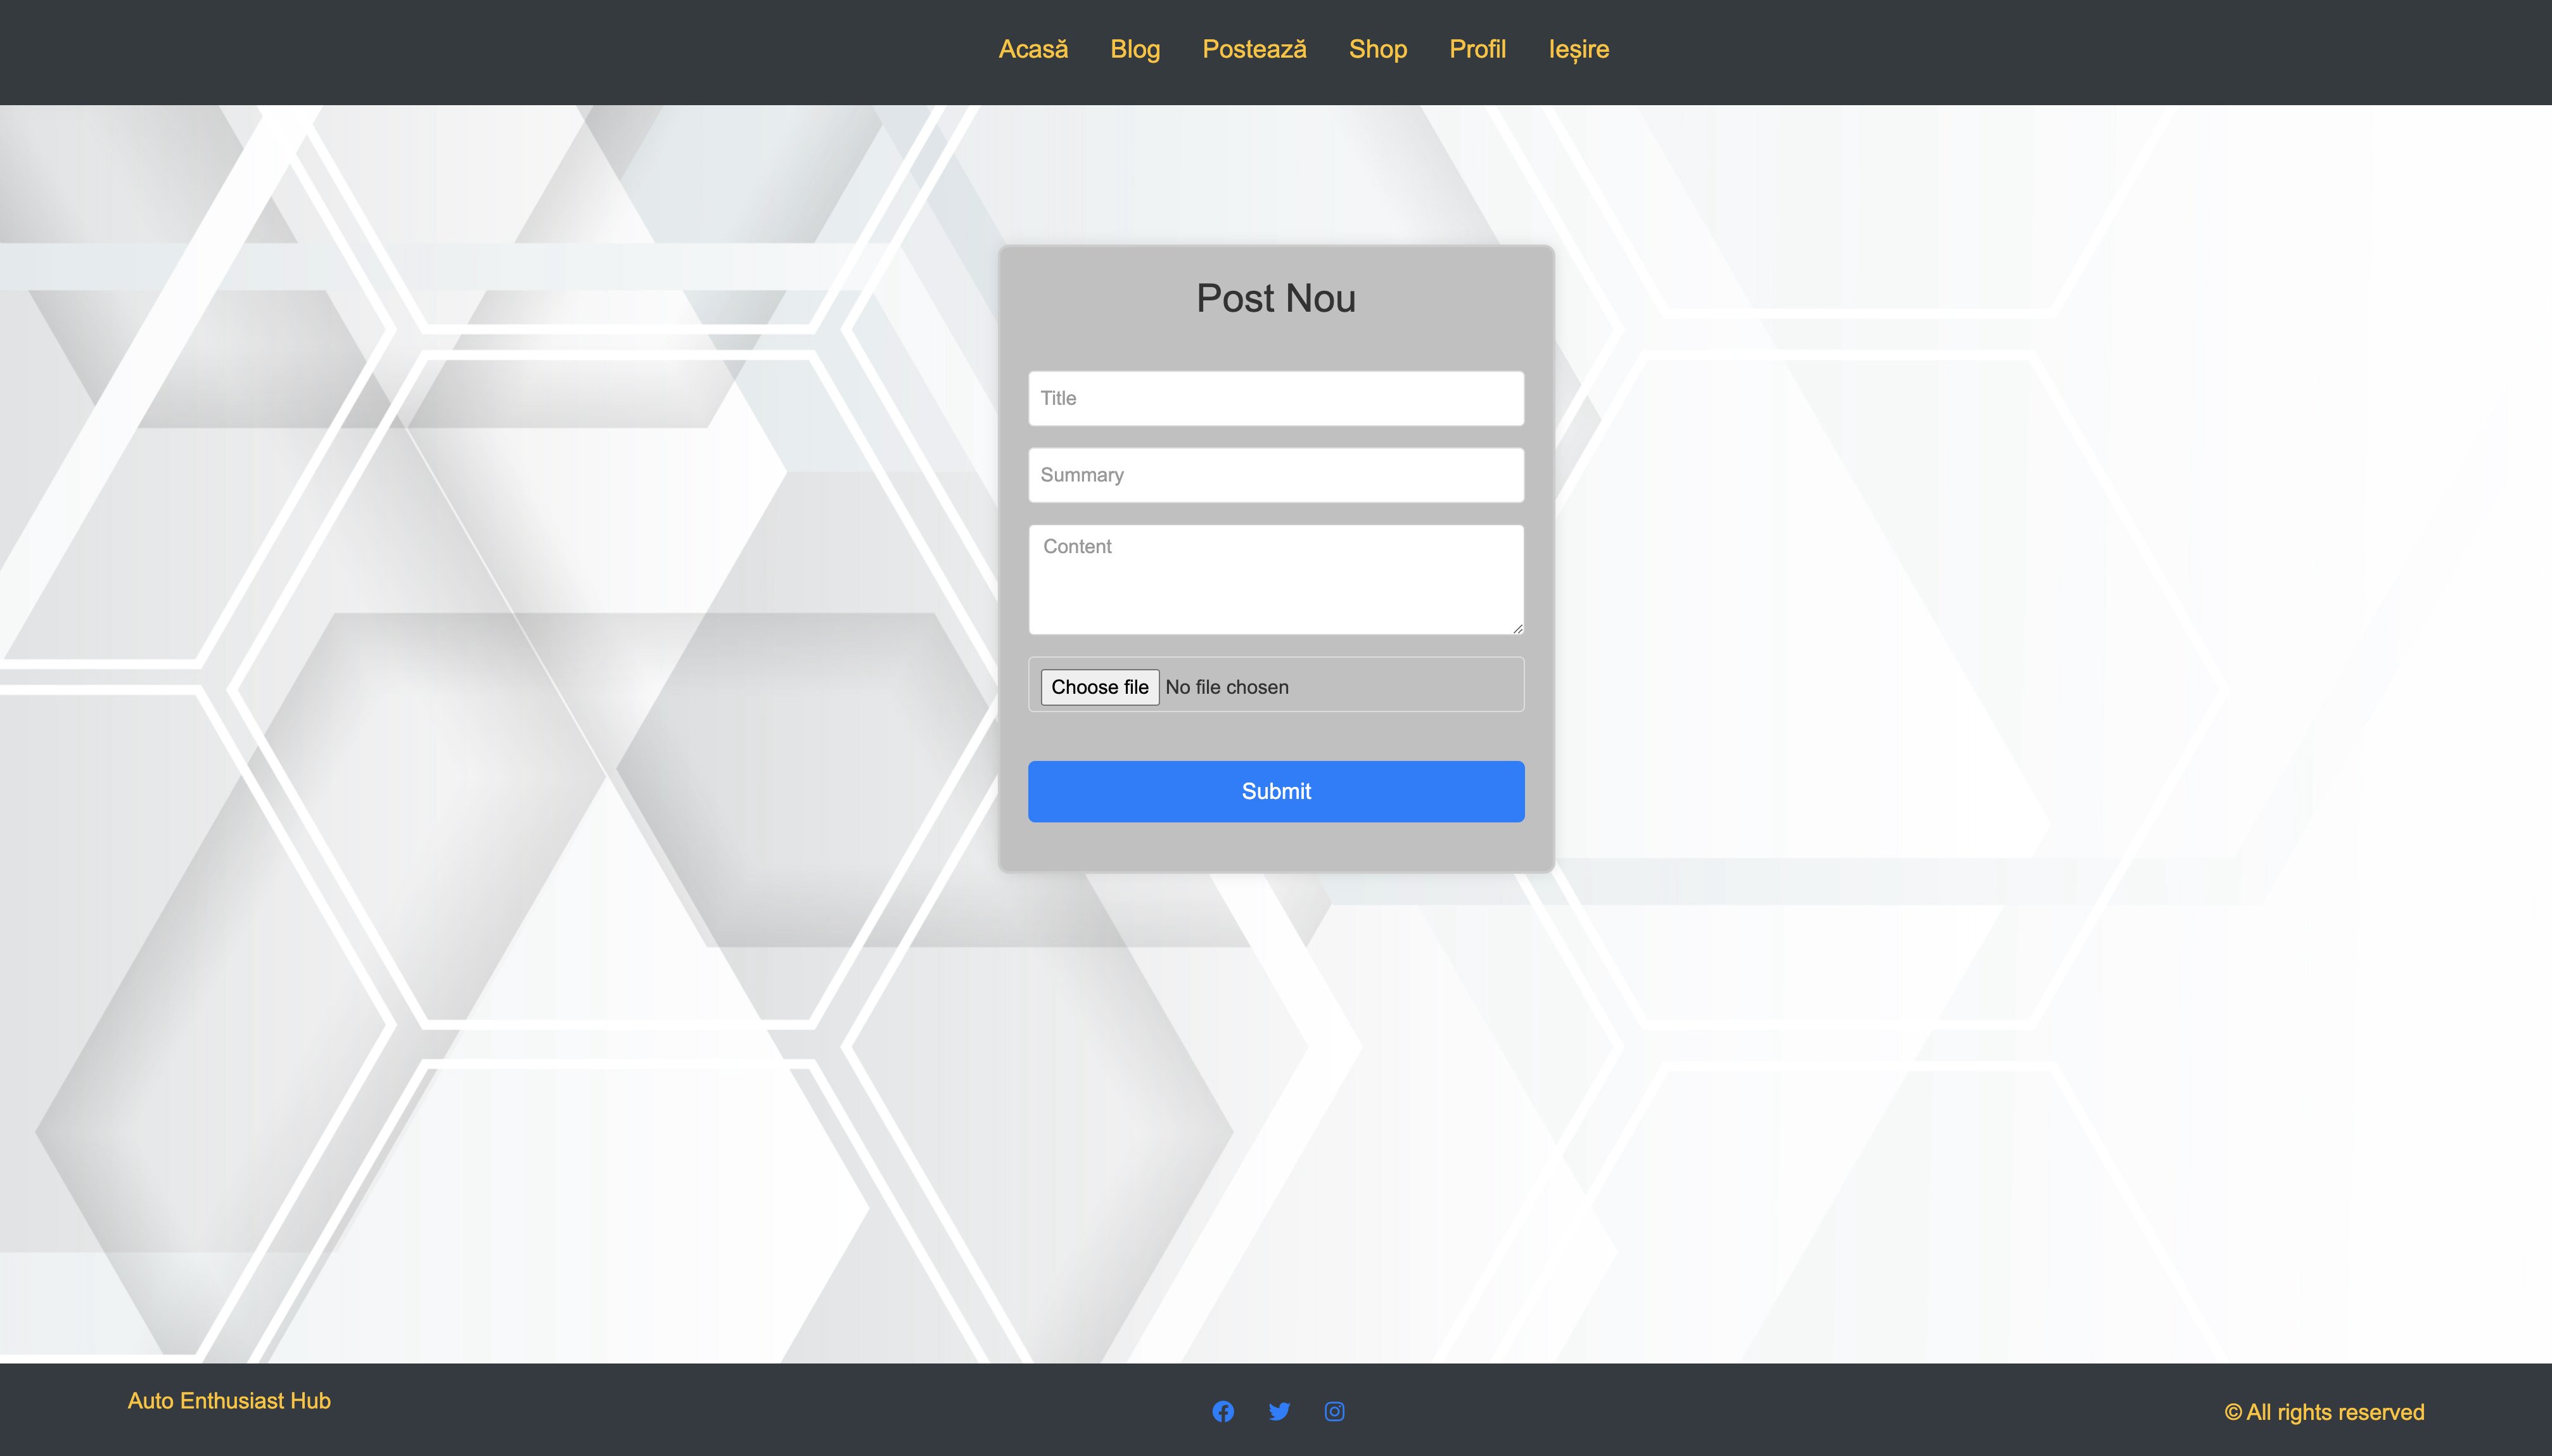 Acasă Blog Postează Shop Profil Ieșire
Post Nou
Title
Summary
Content
Choose file No file chosen
Submit
Auto Enthusiast Hub
© All rights reserved